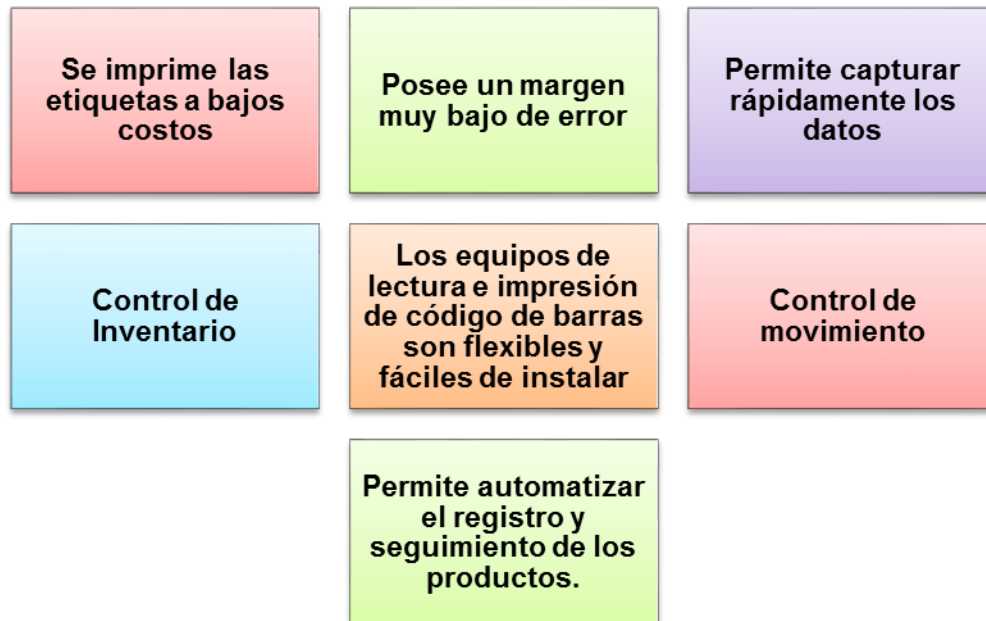 Se imprime las
etiquetas a bajos
costos
Posee un margen
muy bajo de error
Permite capturar
rápidamente los
datos
Control de
Inventario
Los equipos de
lectura e impresión
de código de barras
son flexibles y
fáciles de instalar
Control de
movimiento
Permite automatizar
el registro y
seguimiento de los
productos.